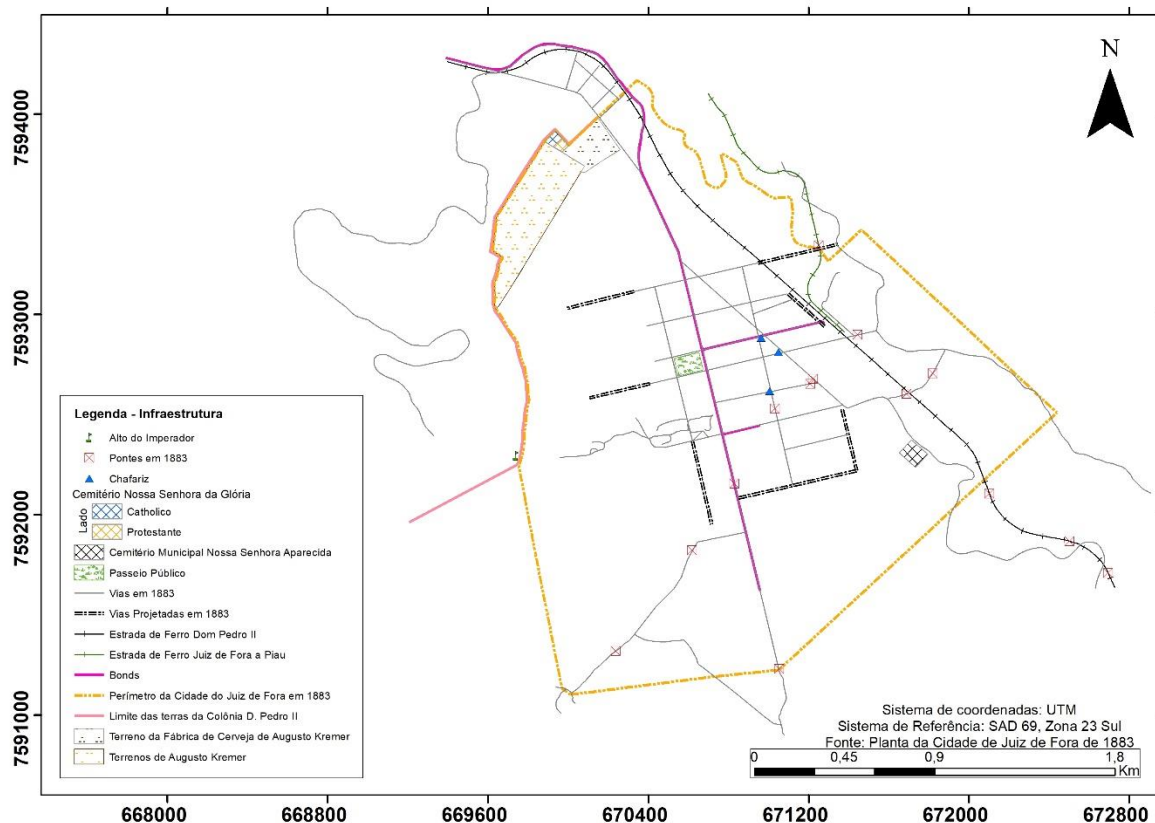 N
7594000
7593000
7592000
7591000
Legenda - Infraestrutura
Alto do Imperador
Pontes em 1883
Chafariz
Cemitério Nossa Senhora da Glória
Lado
Catholico
Protestante
Cemitério Municipal Nossa Senhora Aparecida
Passeio Público
Vias em 1883
Vias Projetadas em 1883
Estrada de Ferro Dom Pedro II
Estrada de Ferro Juiz de Fora a Piau
Bonds
Perímetro da Cidade do Juiz de Fora em 1883
Limite das terras da Colônia D. Pedro II
Terreno da Fábrica de Cerveja de Augusto Kremer
Terrenos de Augusto Kremer
Sistema de coordenadas: UTM
Sistema de Referência: SAD 69, Zona 23 Sul
Fonte: Planta da Cidade de Juiz de Fora de 1883
0 0,45 0,9 1,8
Km
668000 668800 669600 670400 671200 672000 672800